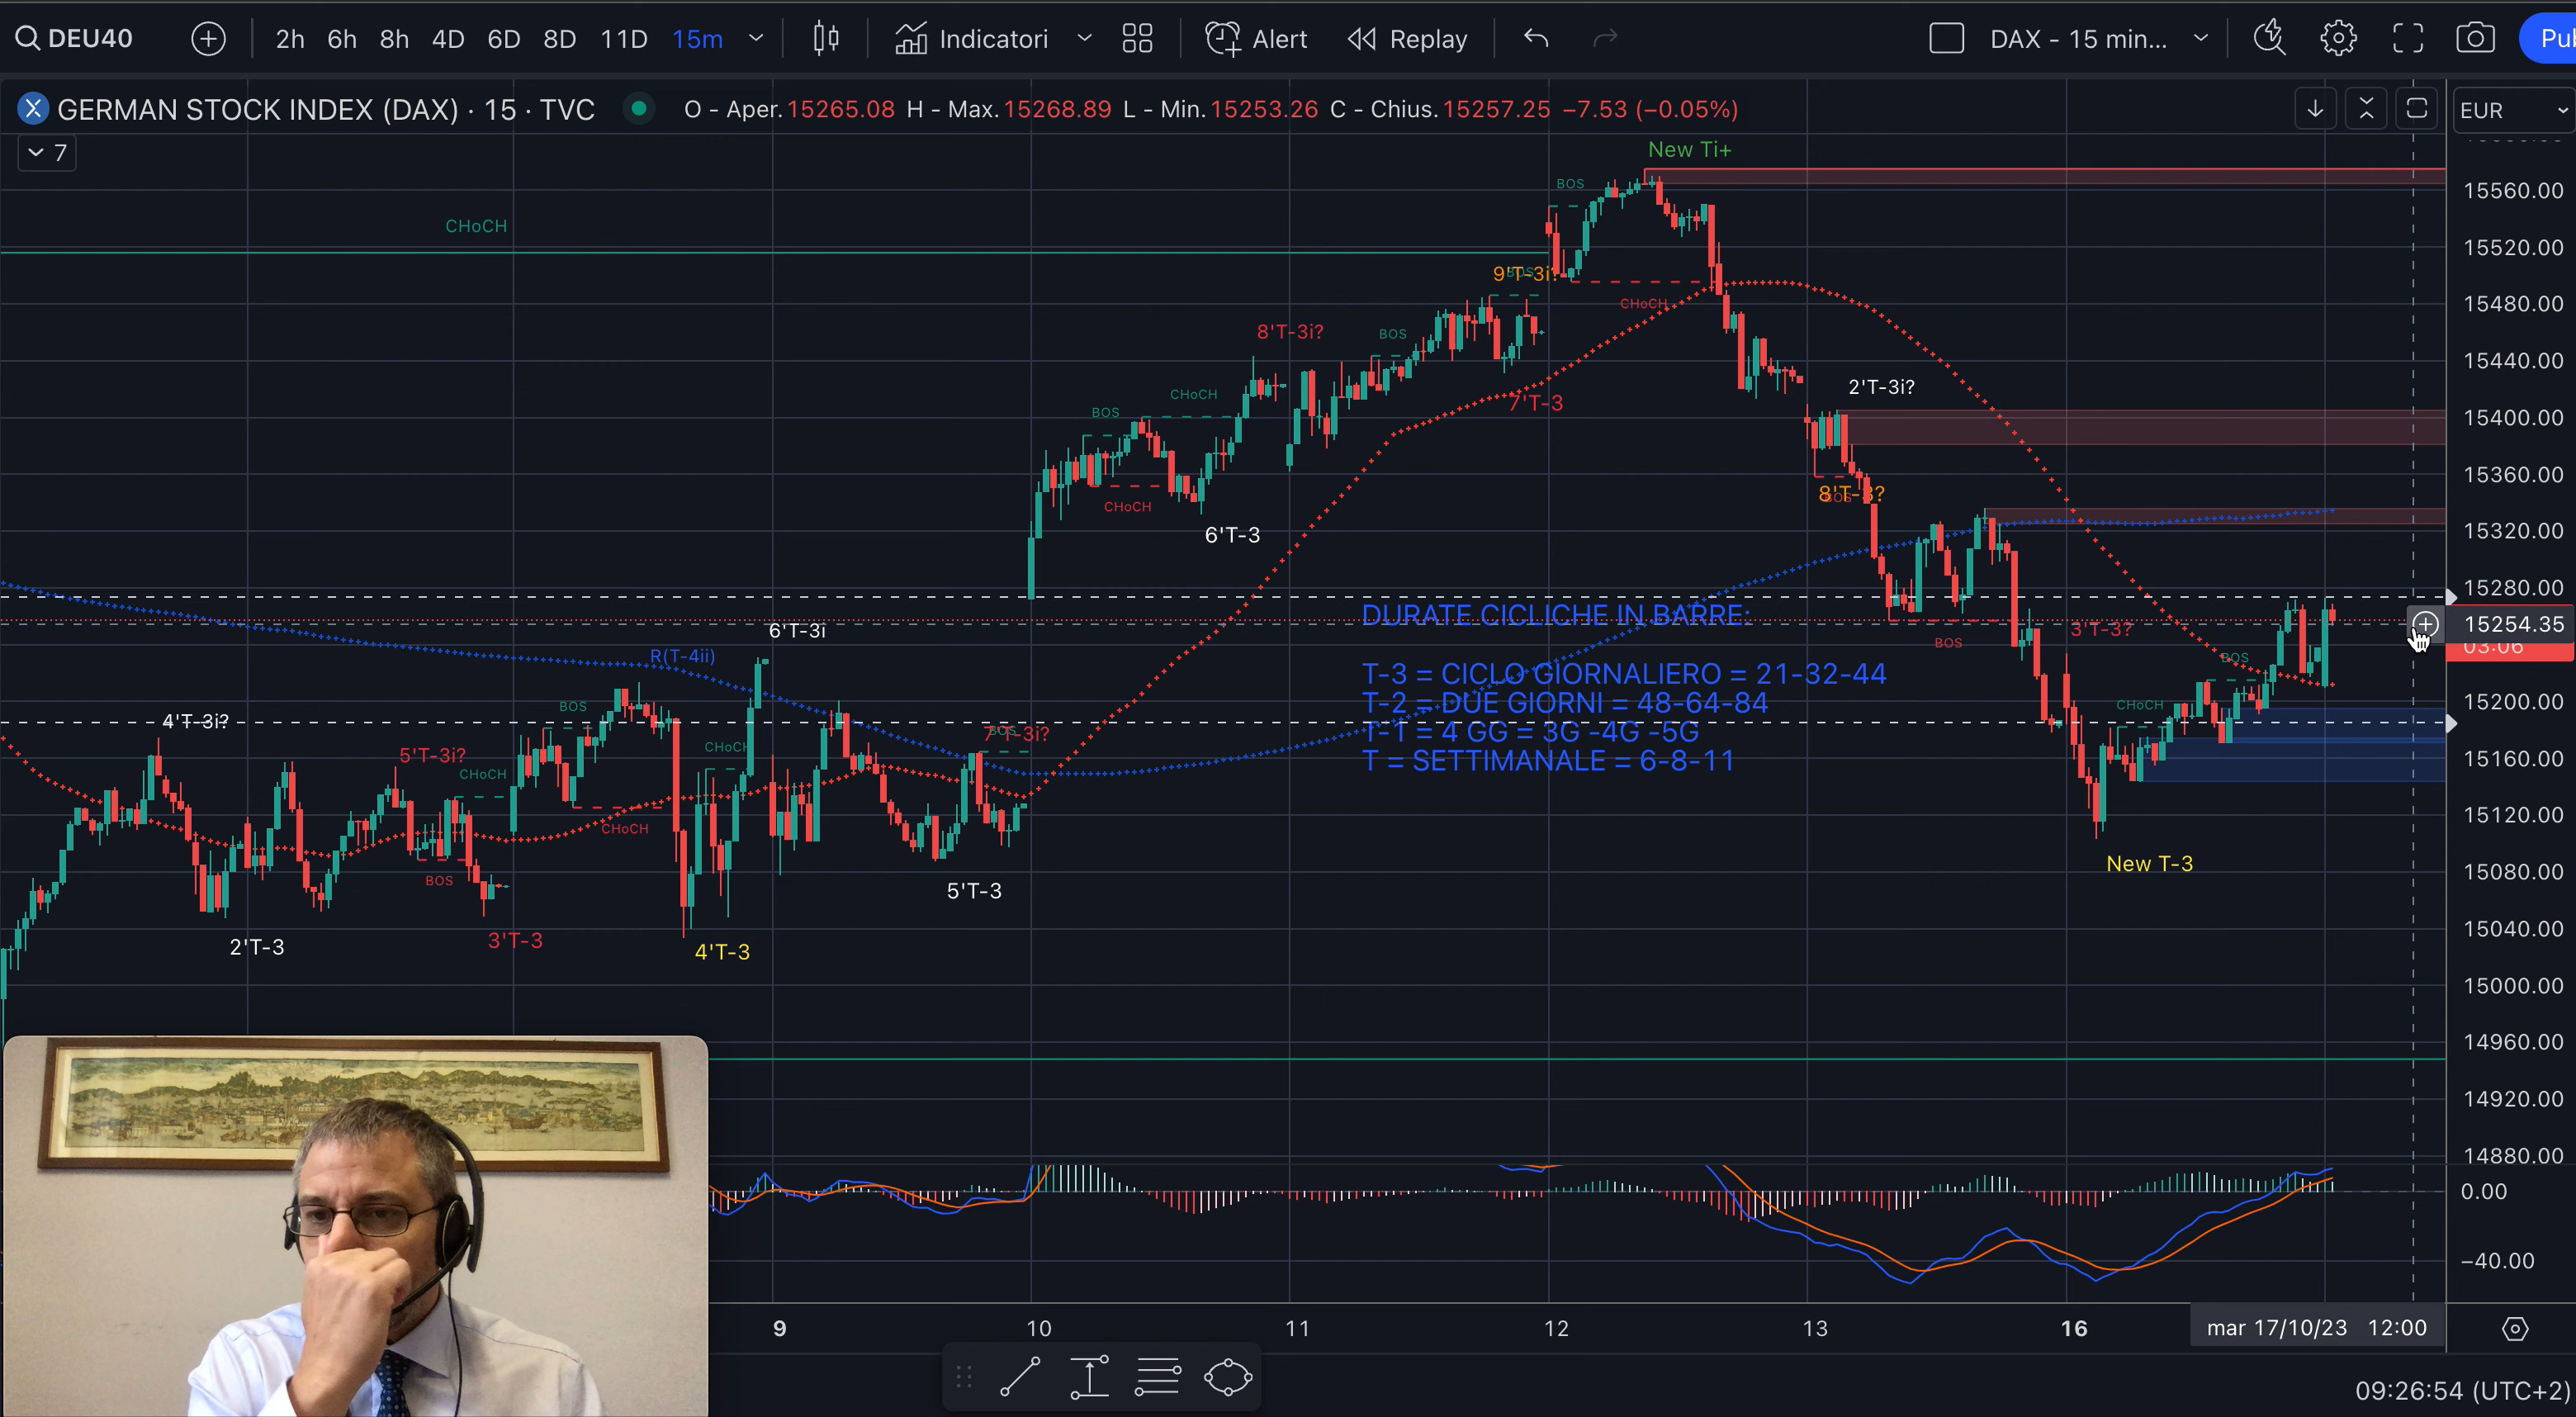 DEU40 2h 6h 8h 4D 6D 8D 11D 15m Indicatori Alert Replay DAX - 15 min... Pub
GERMAN STOCK INDEX (DAX) · 15 · TVC O - Aper.15265.08 H - Max.15268.89 L - Min.15253.26 C - Chius.15257.25 −7.53 (−0.05%) EUR
7
New Ti+
BOS
15560.00
CHoCH
15520.00
9'T-3i?
CHoCH
15480.00
8'T-3i?
BOS
15440.00
2'T-3i?
CHoCH
7'T-3
BOS
15400.00
15360.00
8'T-3?
CHoCH
6'T-3
15320.00
15280.00
DURATE CICLICHE IN BARRE:
15254.35
6'T-3i
3'T-3?
03:06
BOS
R(T-4ii)
BOS
T-3 = CICLO GIORNALIERO = 21-32-44
T-2 = DUE GIORNI = 48-64-84
15200.00
BOS
CHoCH
4'T-3i?
7'T-3i?
T-1 = 4 GG = 3G -4G -5G
CHoCH
5'T-3i?
T = SETTIMANALE = 6-8-11
15160.00
CHoCH
15120.00
CHoCH
New T-3
15080.00
BOS
5'T-3
3'T-3
2'T-3
4'T-3
15040.00
15000.00
14960.00
14920.00
14880.00
0.00
−40.00
9 10 11 12 13 16 mar 17/10/23 12:00
09:26:54 (UTC+2)